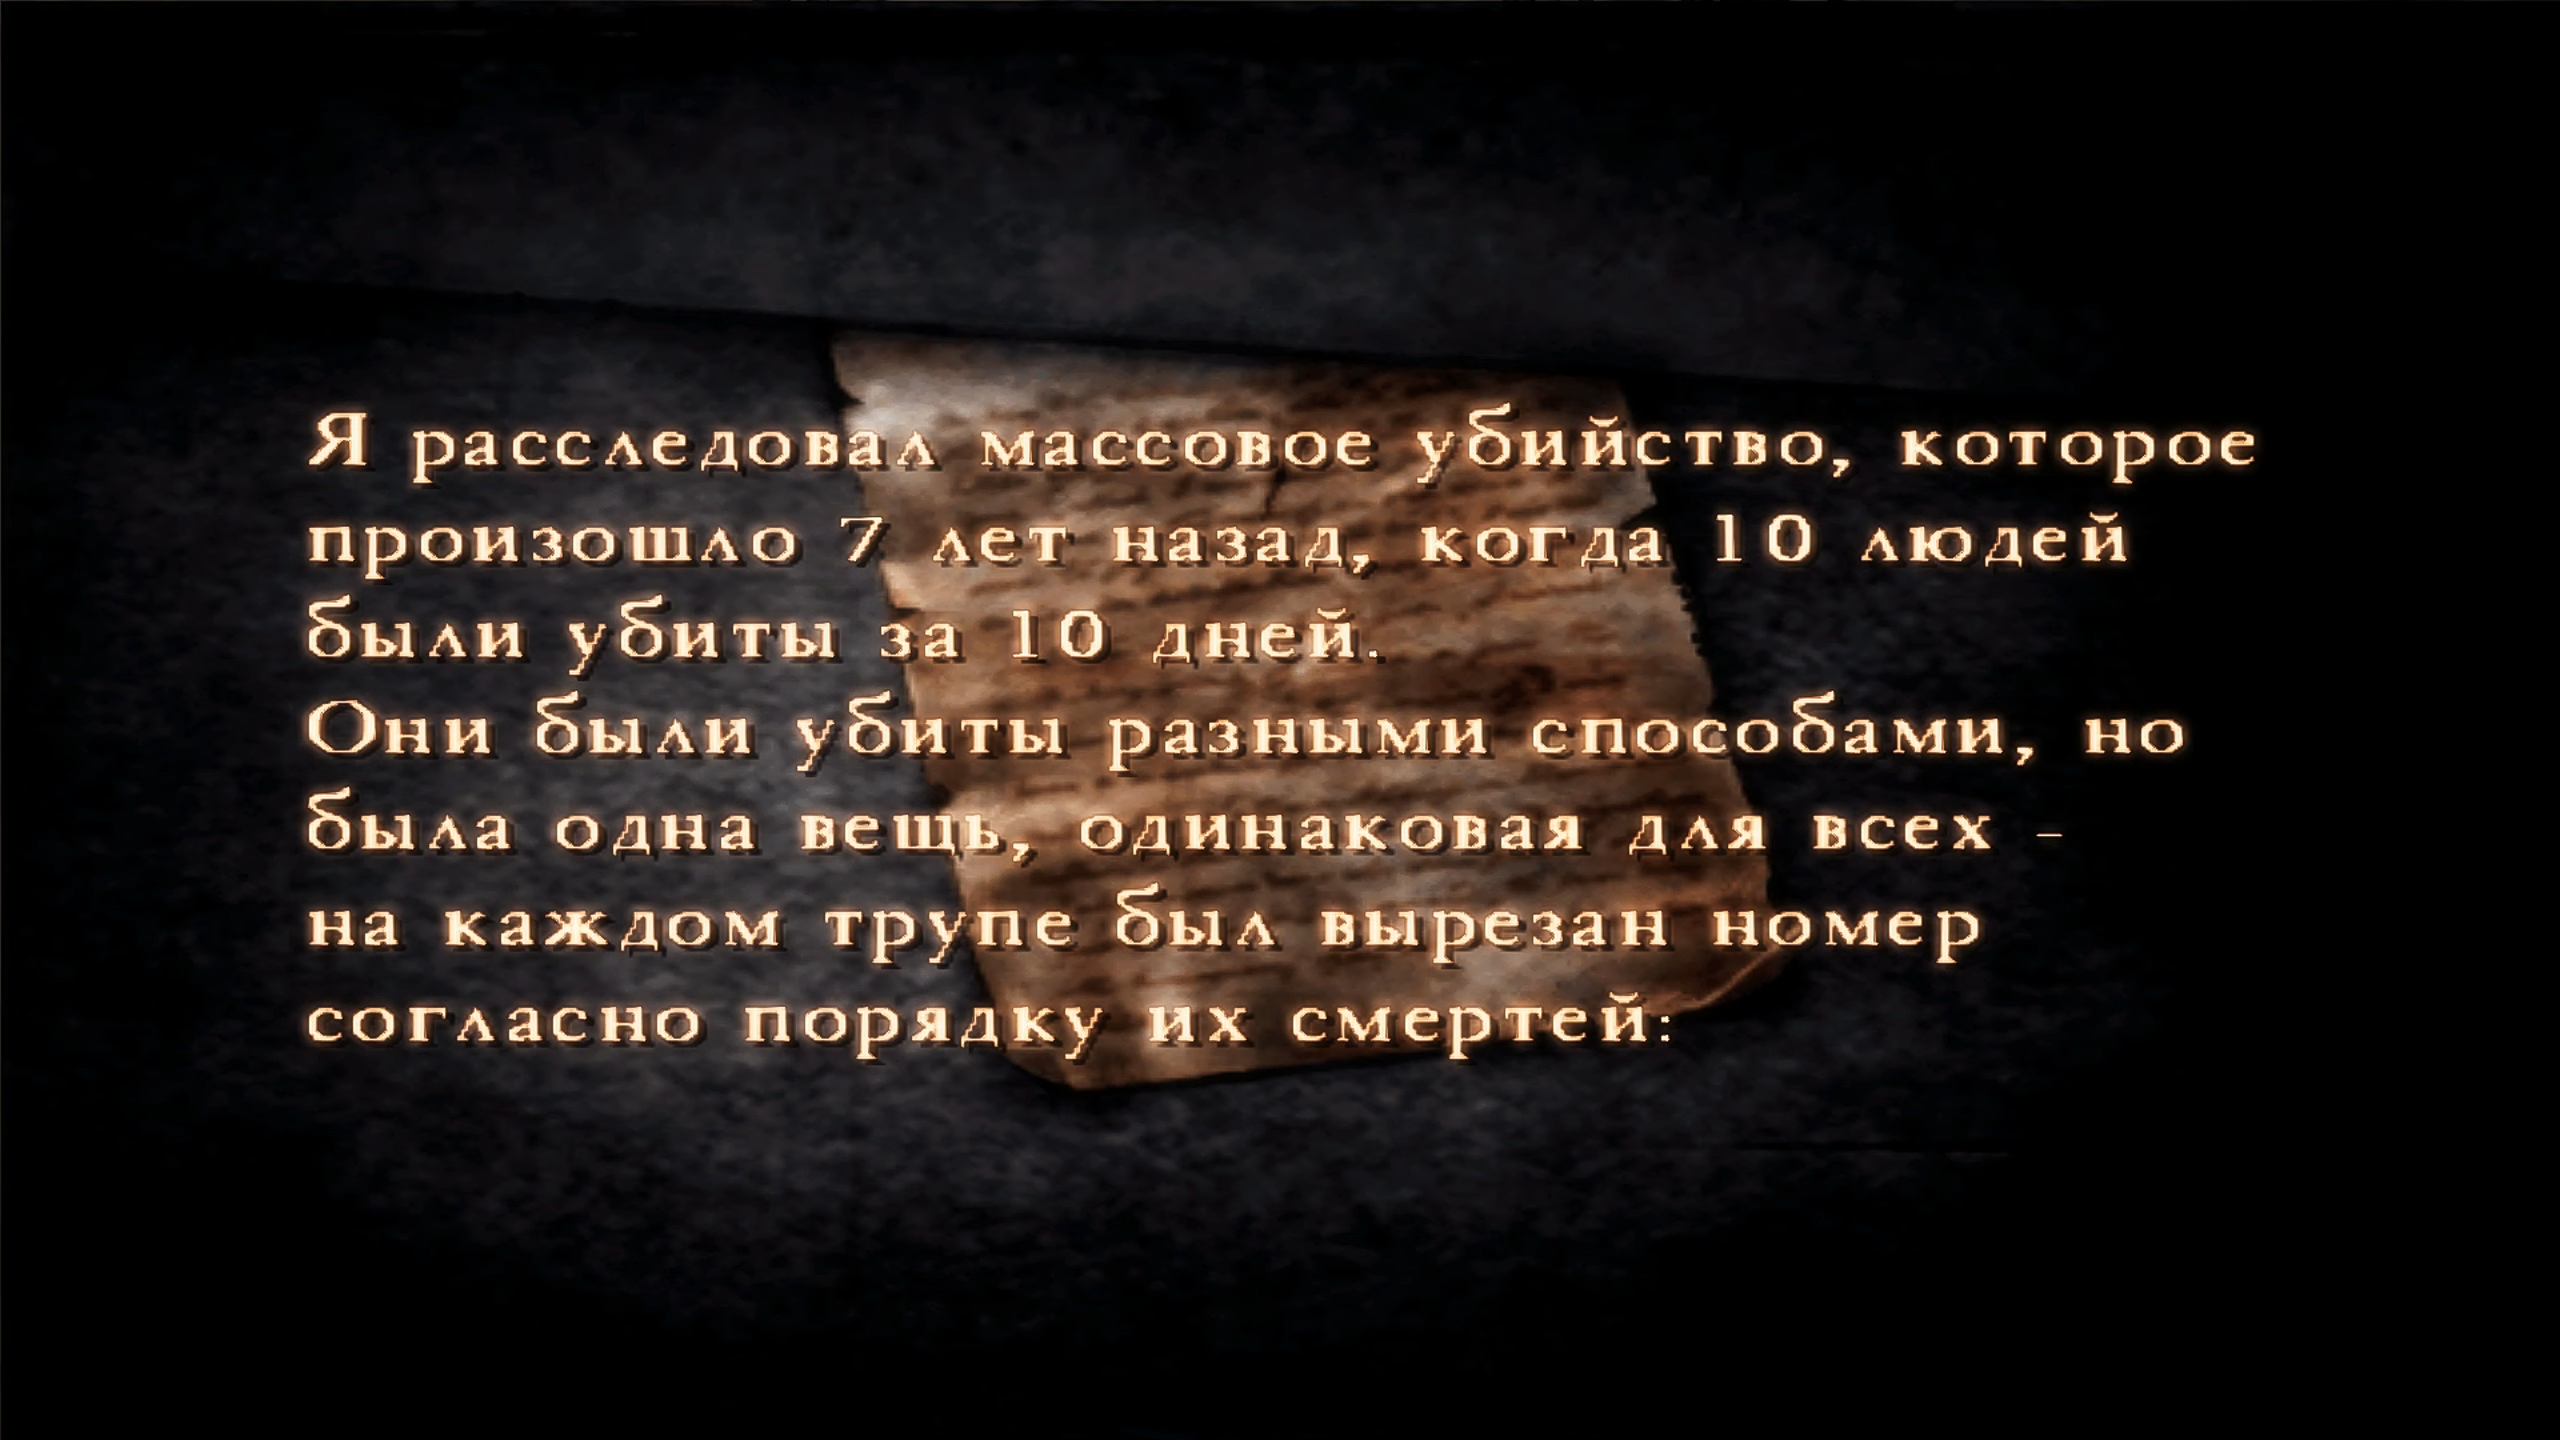 Я расследовал массовое убийство, которое
произошло 7 лет назад, когда 10 людей
были убиты за 10 дней.
Они были убиты разными способами, но
была одна вещь, одинаковая для всех –
на каждом трупе был вырезан номер
согласно порядку их смертей: